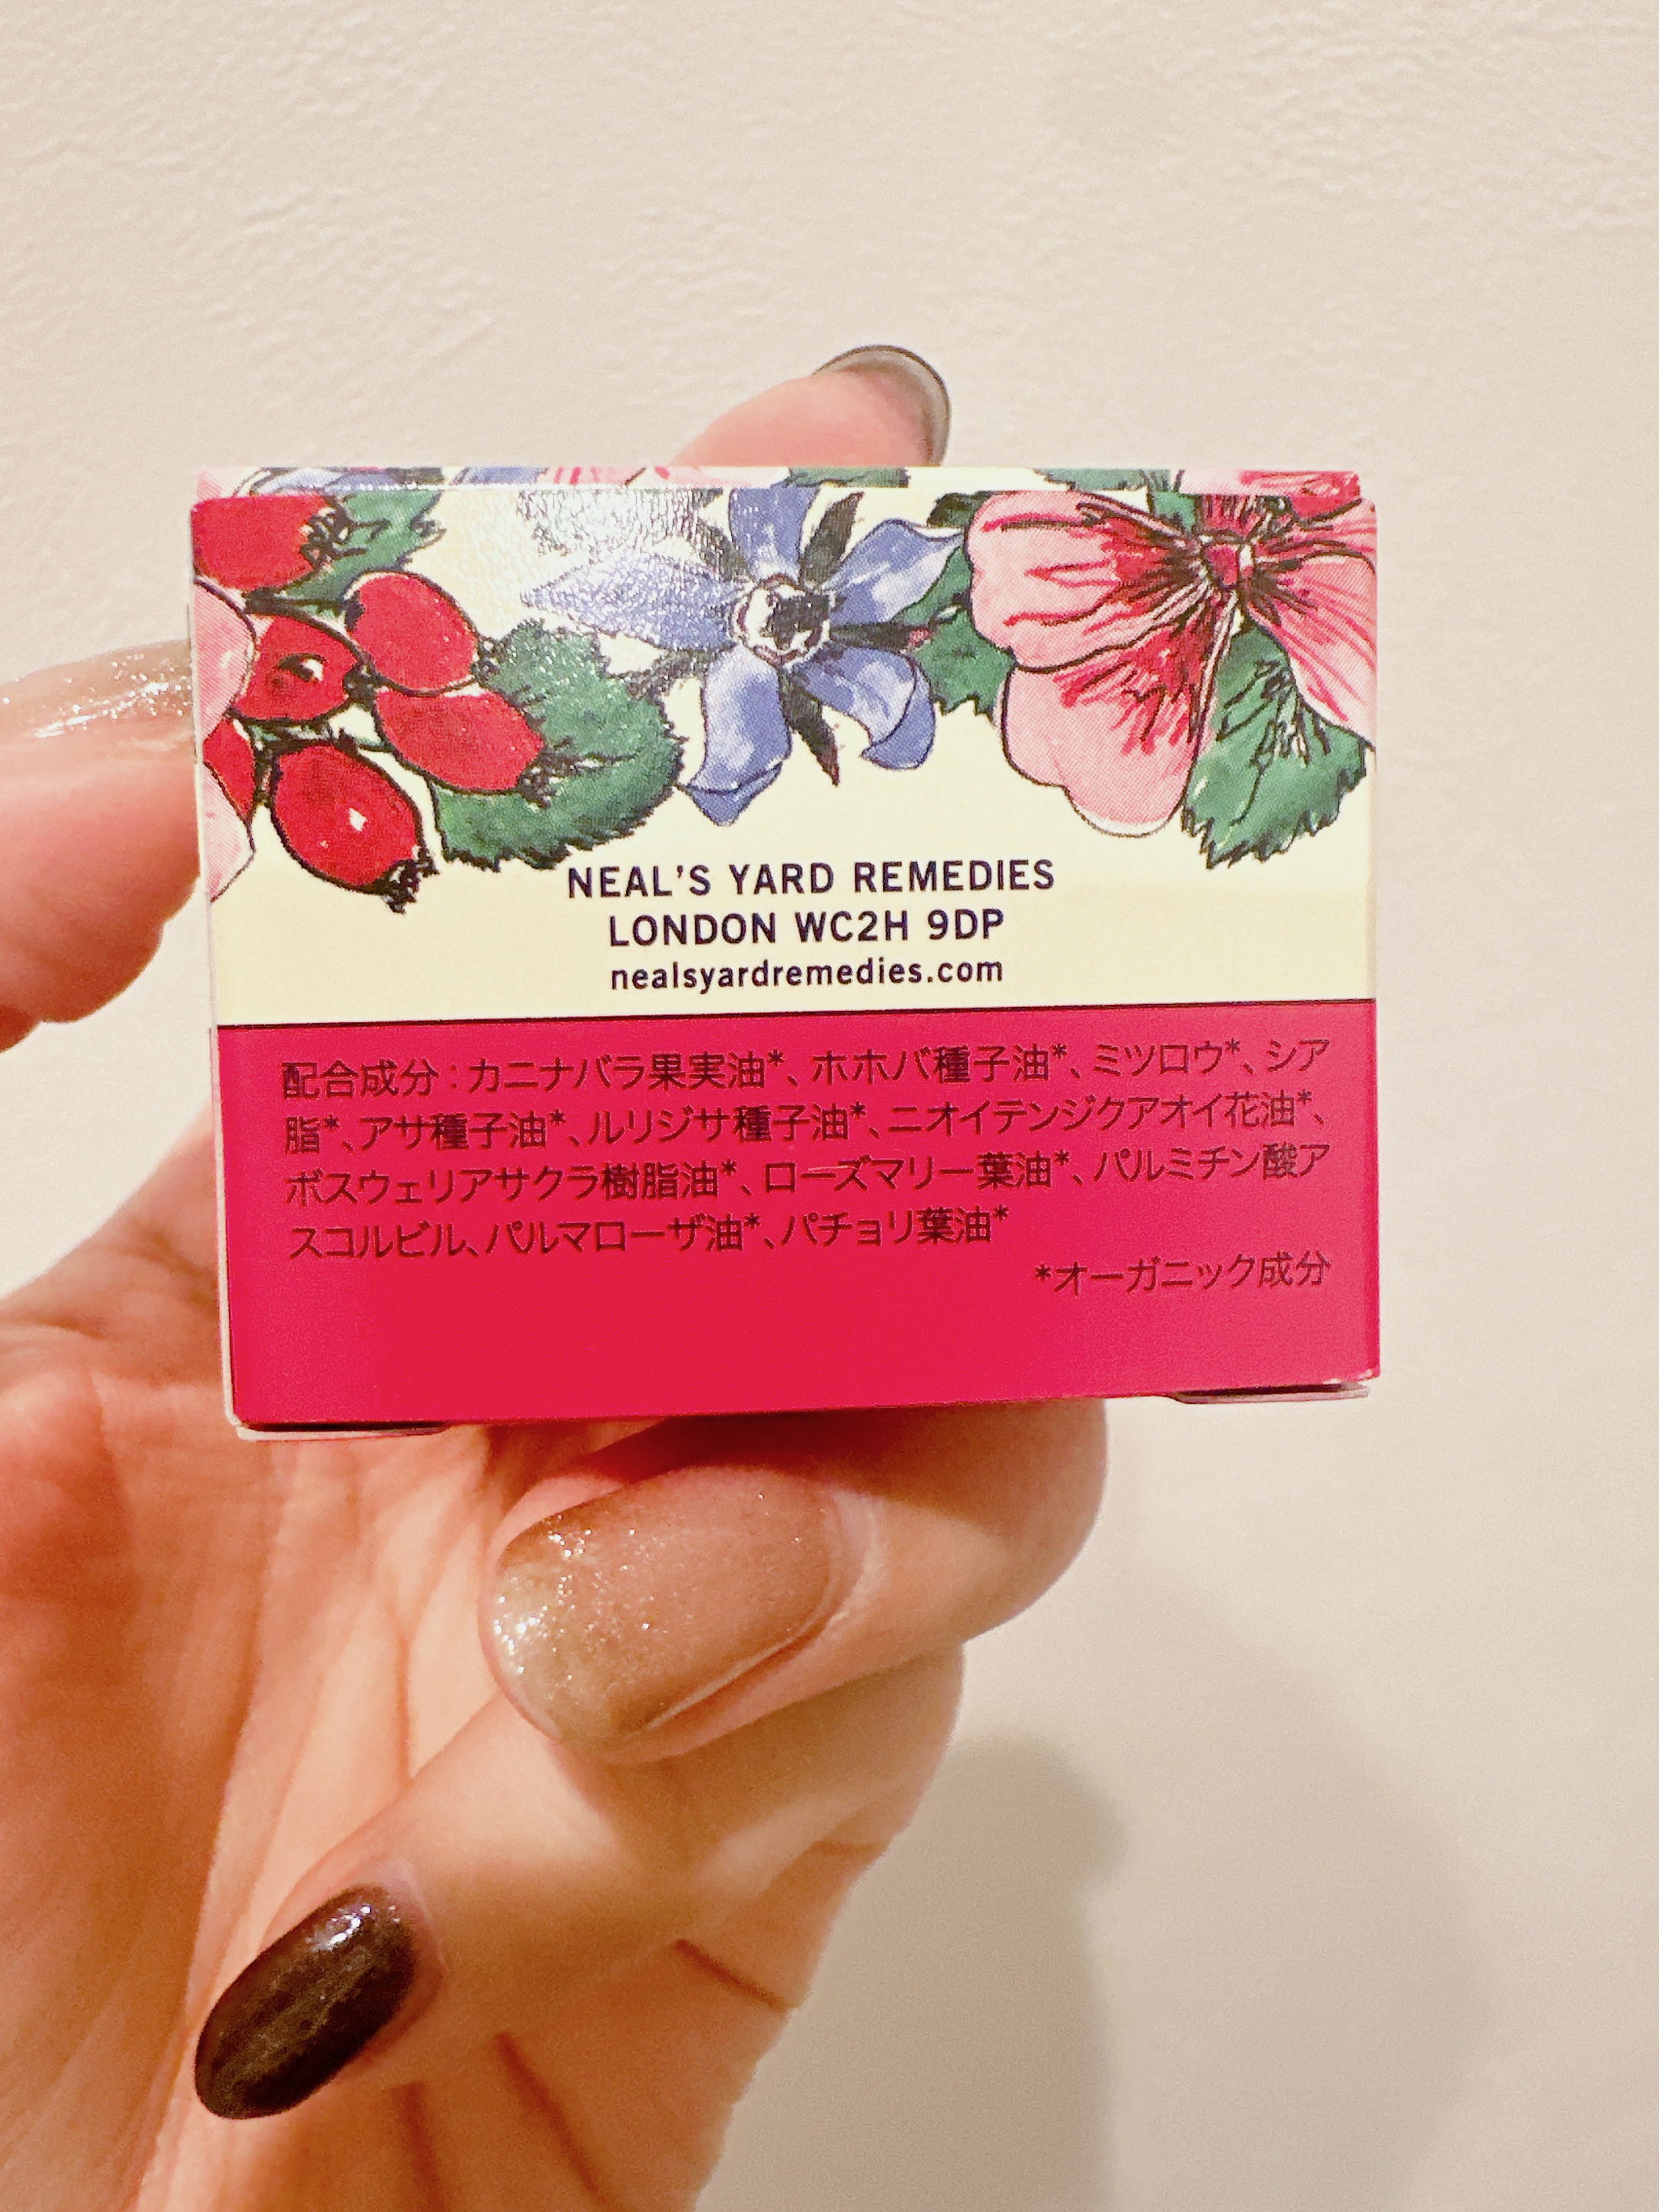 NEAL'S YARD REMEDIES
LONDON WC2H 9DP
nealsyardremedies.com
配合成分：カニナバラ果実油*、ホホバ種子油*、ミツロウ*、シア
脂*、アサ種子油*、ルリジサ種子油*、ニオイテンジクアオイ花油*、
ボスウェリアサクラ樹脂油*、ローズマリー葉油*、パルミチン酸ア
スコルビル、パルマローザ油*、パチョリ葉油*
*オーガニック成分